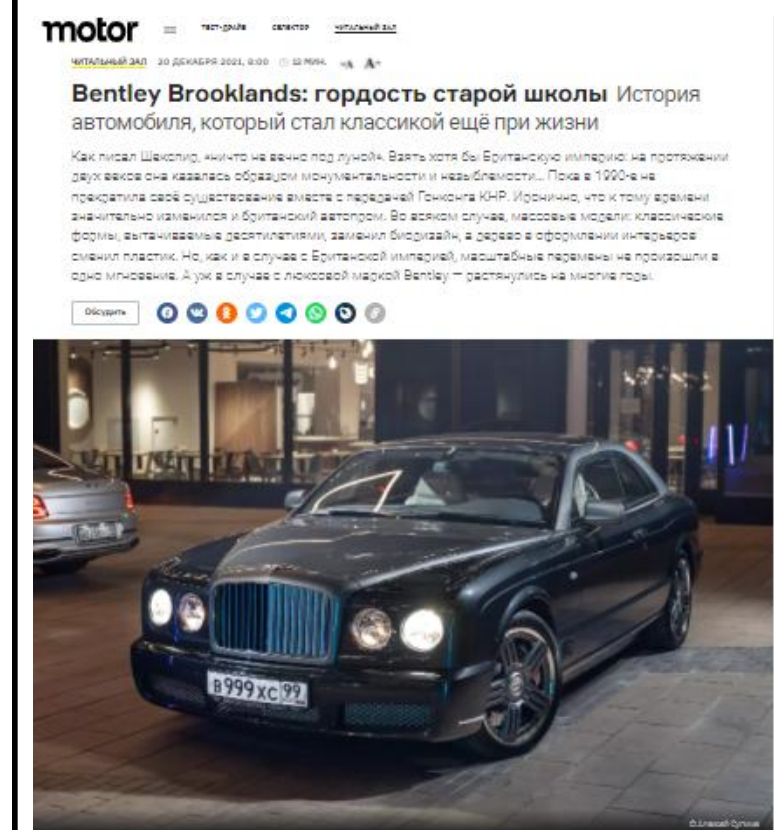 motor
ТЕСТ-ДРАЙВ СЕЛЕКТОР ЧИТАЛЬНЫЙ ЗАЛ
ЧИТАЛЬНЫЙ ЗАЛ 20 ДЕКАБРЯ 2021, 8:00 12 МИН. -А А+
Bentley Brooklands: гордость старой школы История
автомобиля, который стал классикой ещё при жизни
Как писал Шекспир, «ничто не вечно под луной». Взять хотя бы Британскую империю: на протяжении
двух веков она казалась образцом монументальности и незыблемости... Пока в 1990-е не
прекратила своё существование вместе с передачей Гонконга КНР. Иронично, что к тому времени
значительно изменился и британский автопром. Во всяком случае, массовые модели: классические
формы, вытачиваемые десятилетиями, заменил биодизайн, а дерево в оформлении интерьеров
сменил пластик. Но, как и в случае с Британской империей, масштабные перемены не произошли в
одно мгновение. А уж в случае с люксовой маркой Bentley — растянулись на многие годы.
Обсудить
В999ХС 99
© Алексей